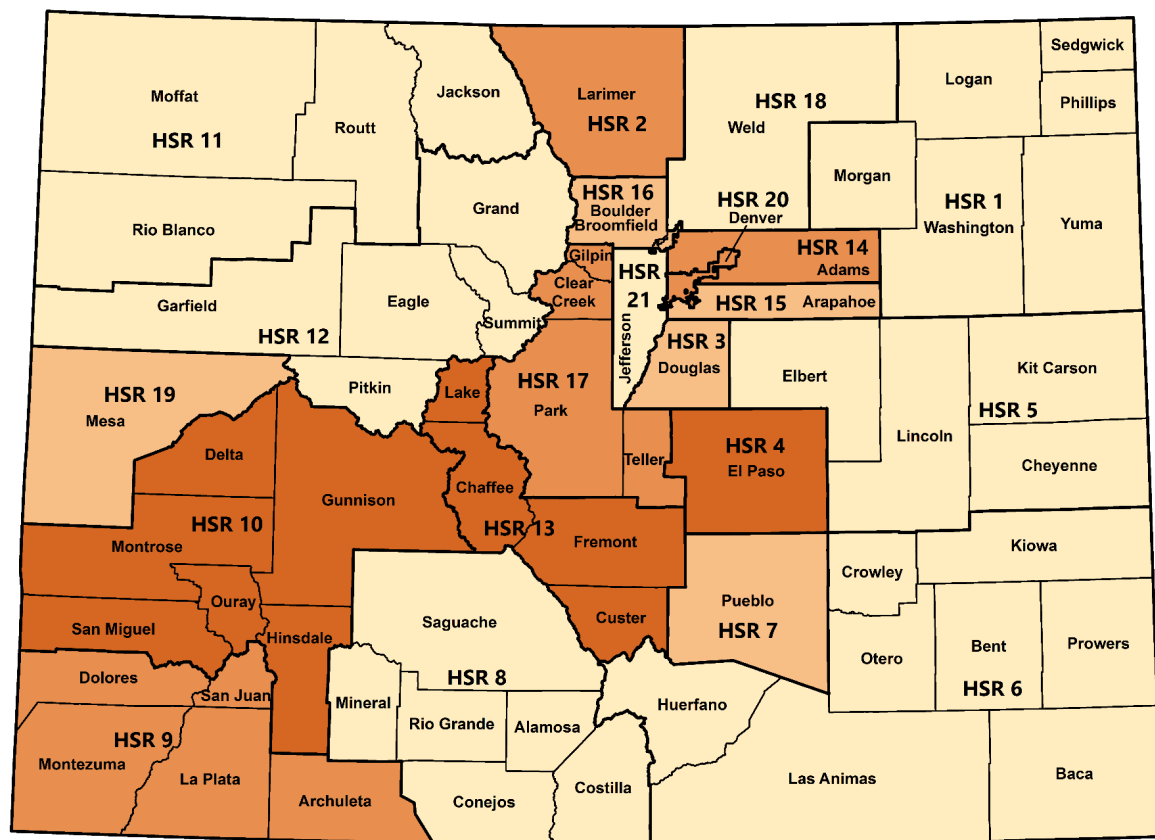 Moffat
HSR 11
Routt
Jackson
Larimer
HSR 2
HSR 18
Weld
Logan
Sedgwick
Phillips
Morgan
HSR 1
Washington
Yuma
Rio Blanco
Grand
HSR 16
Boulder
Broomfield
HSR 20
Denver
Gilpin
HSR
21
Jefferson
HSR 14
Adams
Garfield
HSR 12
Eagle
Summit
Clear
Creek
HSR 15
Arapahoe
HSR 19
Mesa
Pitkin
Lake
HSR 17
Park
HSR 3
Douglas
Elbert
Kit Carson
HSR 5
Lincoln
Cheyenne
Delta
Gunnison
Chaffee
Teller
HSR 4
El Paso
HSR 10
Montrose
HSR 13
Fremont
Kiowa
Crowley
Ouray
San Miguel
Hinsdale
Saguache
Custer
Pueblo
HSR 7
Otero
Bent
HSR 6
Prowers
Dolores
San Juan
Mineral
HSR 8
Rio Grande
Alamosa
Huerfano
HSR 9
Montezuma
La Plata
Archuleta
Conejos
Costilla
Las Animas
Baca